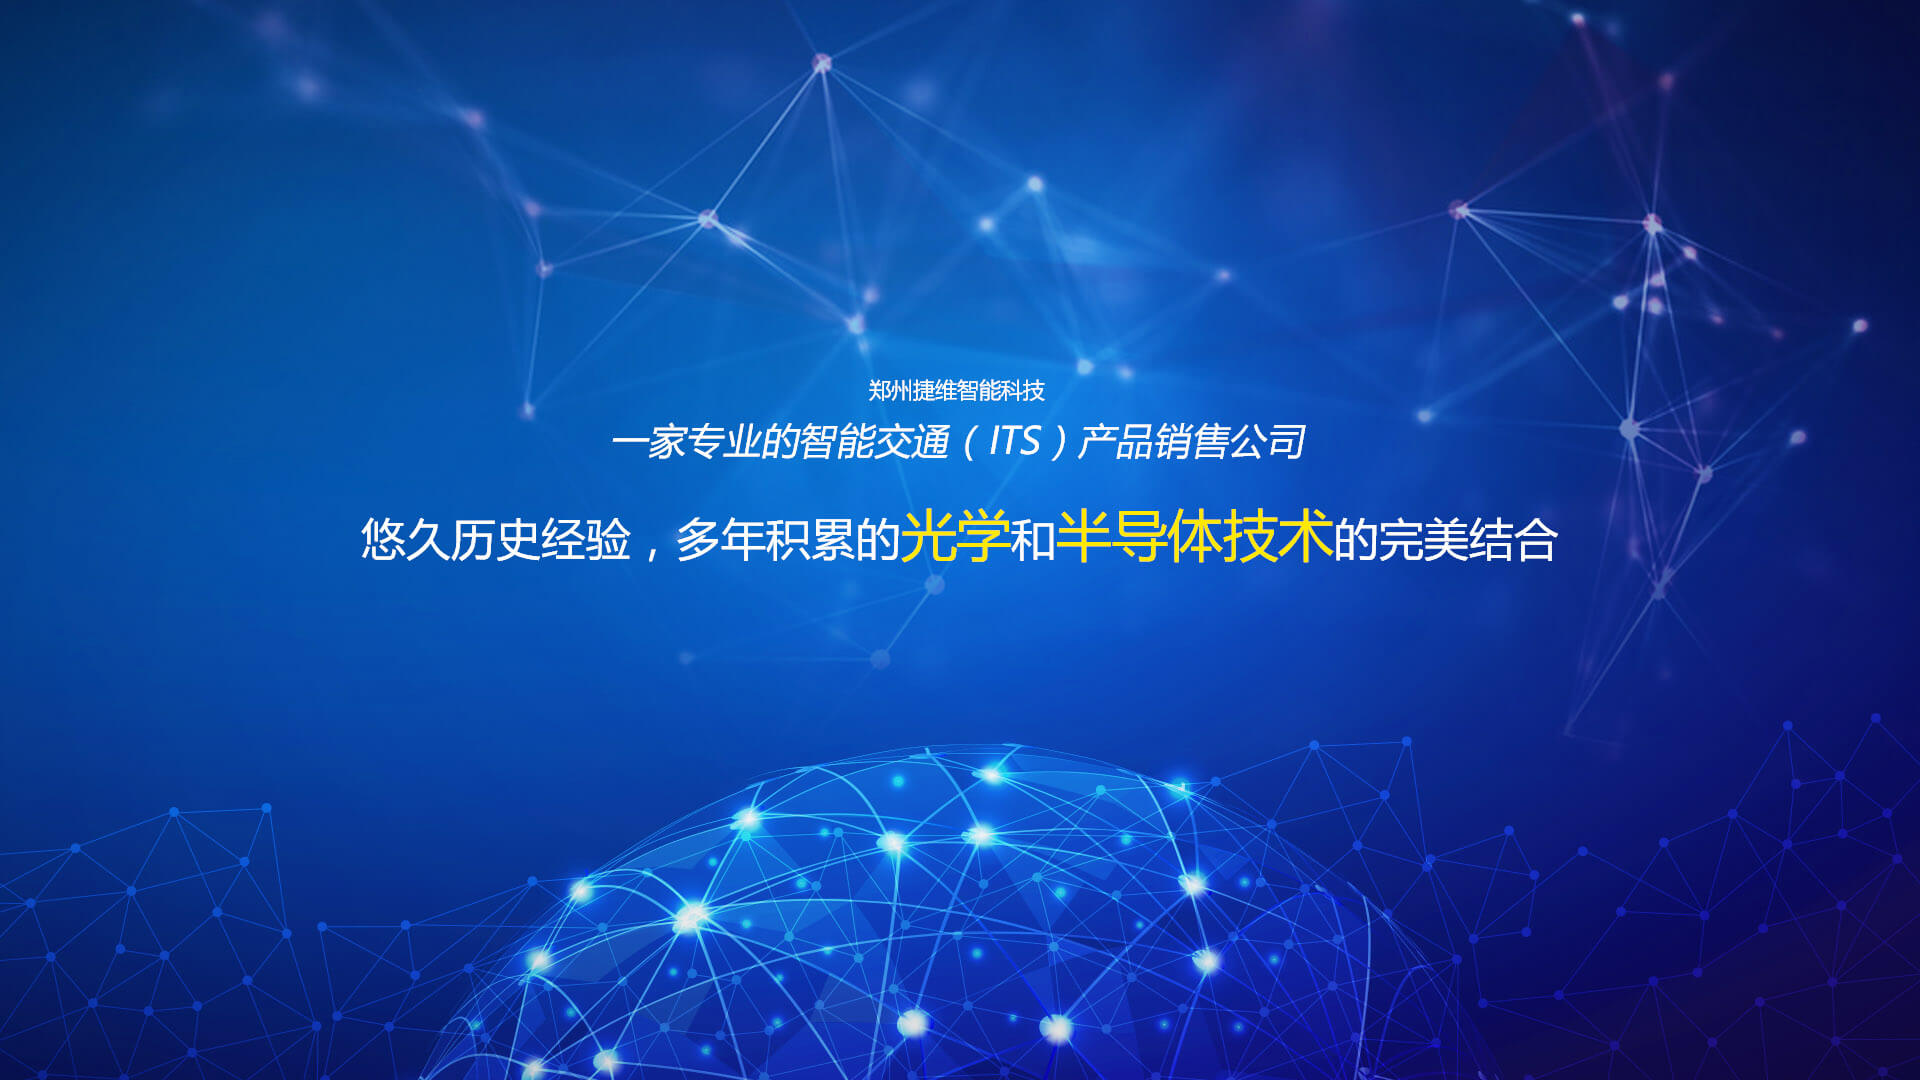 郑州捷维智能科技
一家专业的智能交通（ITS）产品销售公司
悠久历史经验，多年积累的光学和半导体技术的完美结合